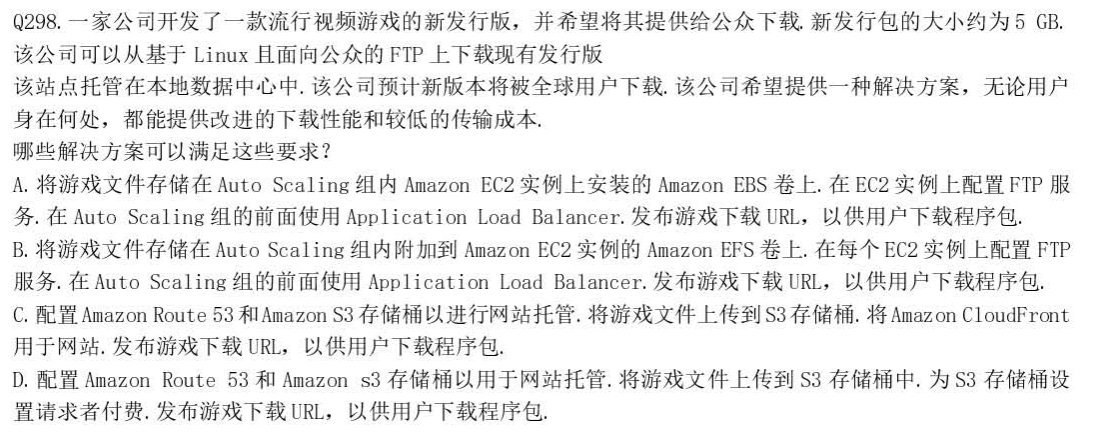 Q298. 一家公司开发了一款流行视频游戏的新发行版，并希望将其提供给公众下载. 新发行包的大小约为 5 GB.
该公司可以从基于 Linux 且面向公众的 FTP 上下载现有发行版
该站点托管在本地数据中心中. 该公司预计新版本将被全球用户下载. 该公司希望提供一种解决方案，无论用户
身在何处，都能提供改进的下载性能和较低的传输成本.
哪些解决方案可以满足这些要求？
A. 将游戏文件存储在 Auto Scaling 组内 Amazon EC2 实例上安装的 Amazon EBS 卷上. 在 EC2 实例上配置 FTP 服
务. 在 Auto Scaling 组的前面使用 Application Load Balancer. 发布游戏下载 URL，以供用户下载程序包.
B. 将游戏文件存储在 Auto Scaling 组内附加到 Amazon EC2 实例的 Amazon EFS 卷上. 在每个 EC2 实例上配置 FTP
服务. 在 Auto Scaling 组的前面使用 Application Load Balancer. 发布游戏下载 URL，以供用户下载程序包.
C. 配置 Amazon Route 53 和 Amazon S3 存储桶以进行网站托管. 将游戏文件上传到 S3 存储桶. 将 Amazon CloudFront
用于网站. 发布游戏下载 URL，以供用户下载程序包.
D. 配置 Amazon Route 53 和 Amazon s3 存储桶以用于网站托管. 将游戏文件上传到 S3 存储桶中. 为 S3 存储桶设
置请求者付费. 发布游戏下载 URL，以供用户下载程序包.